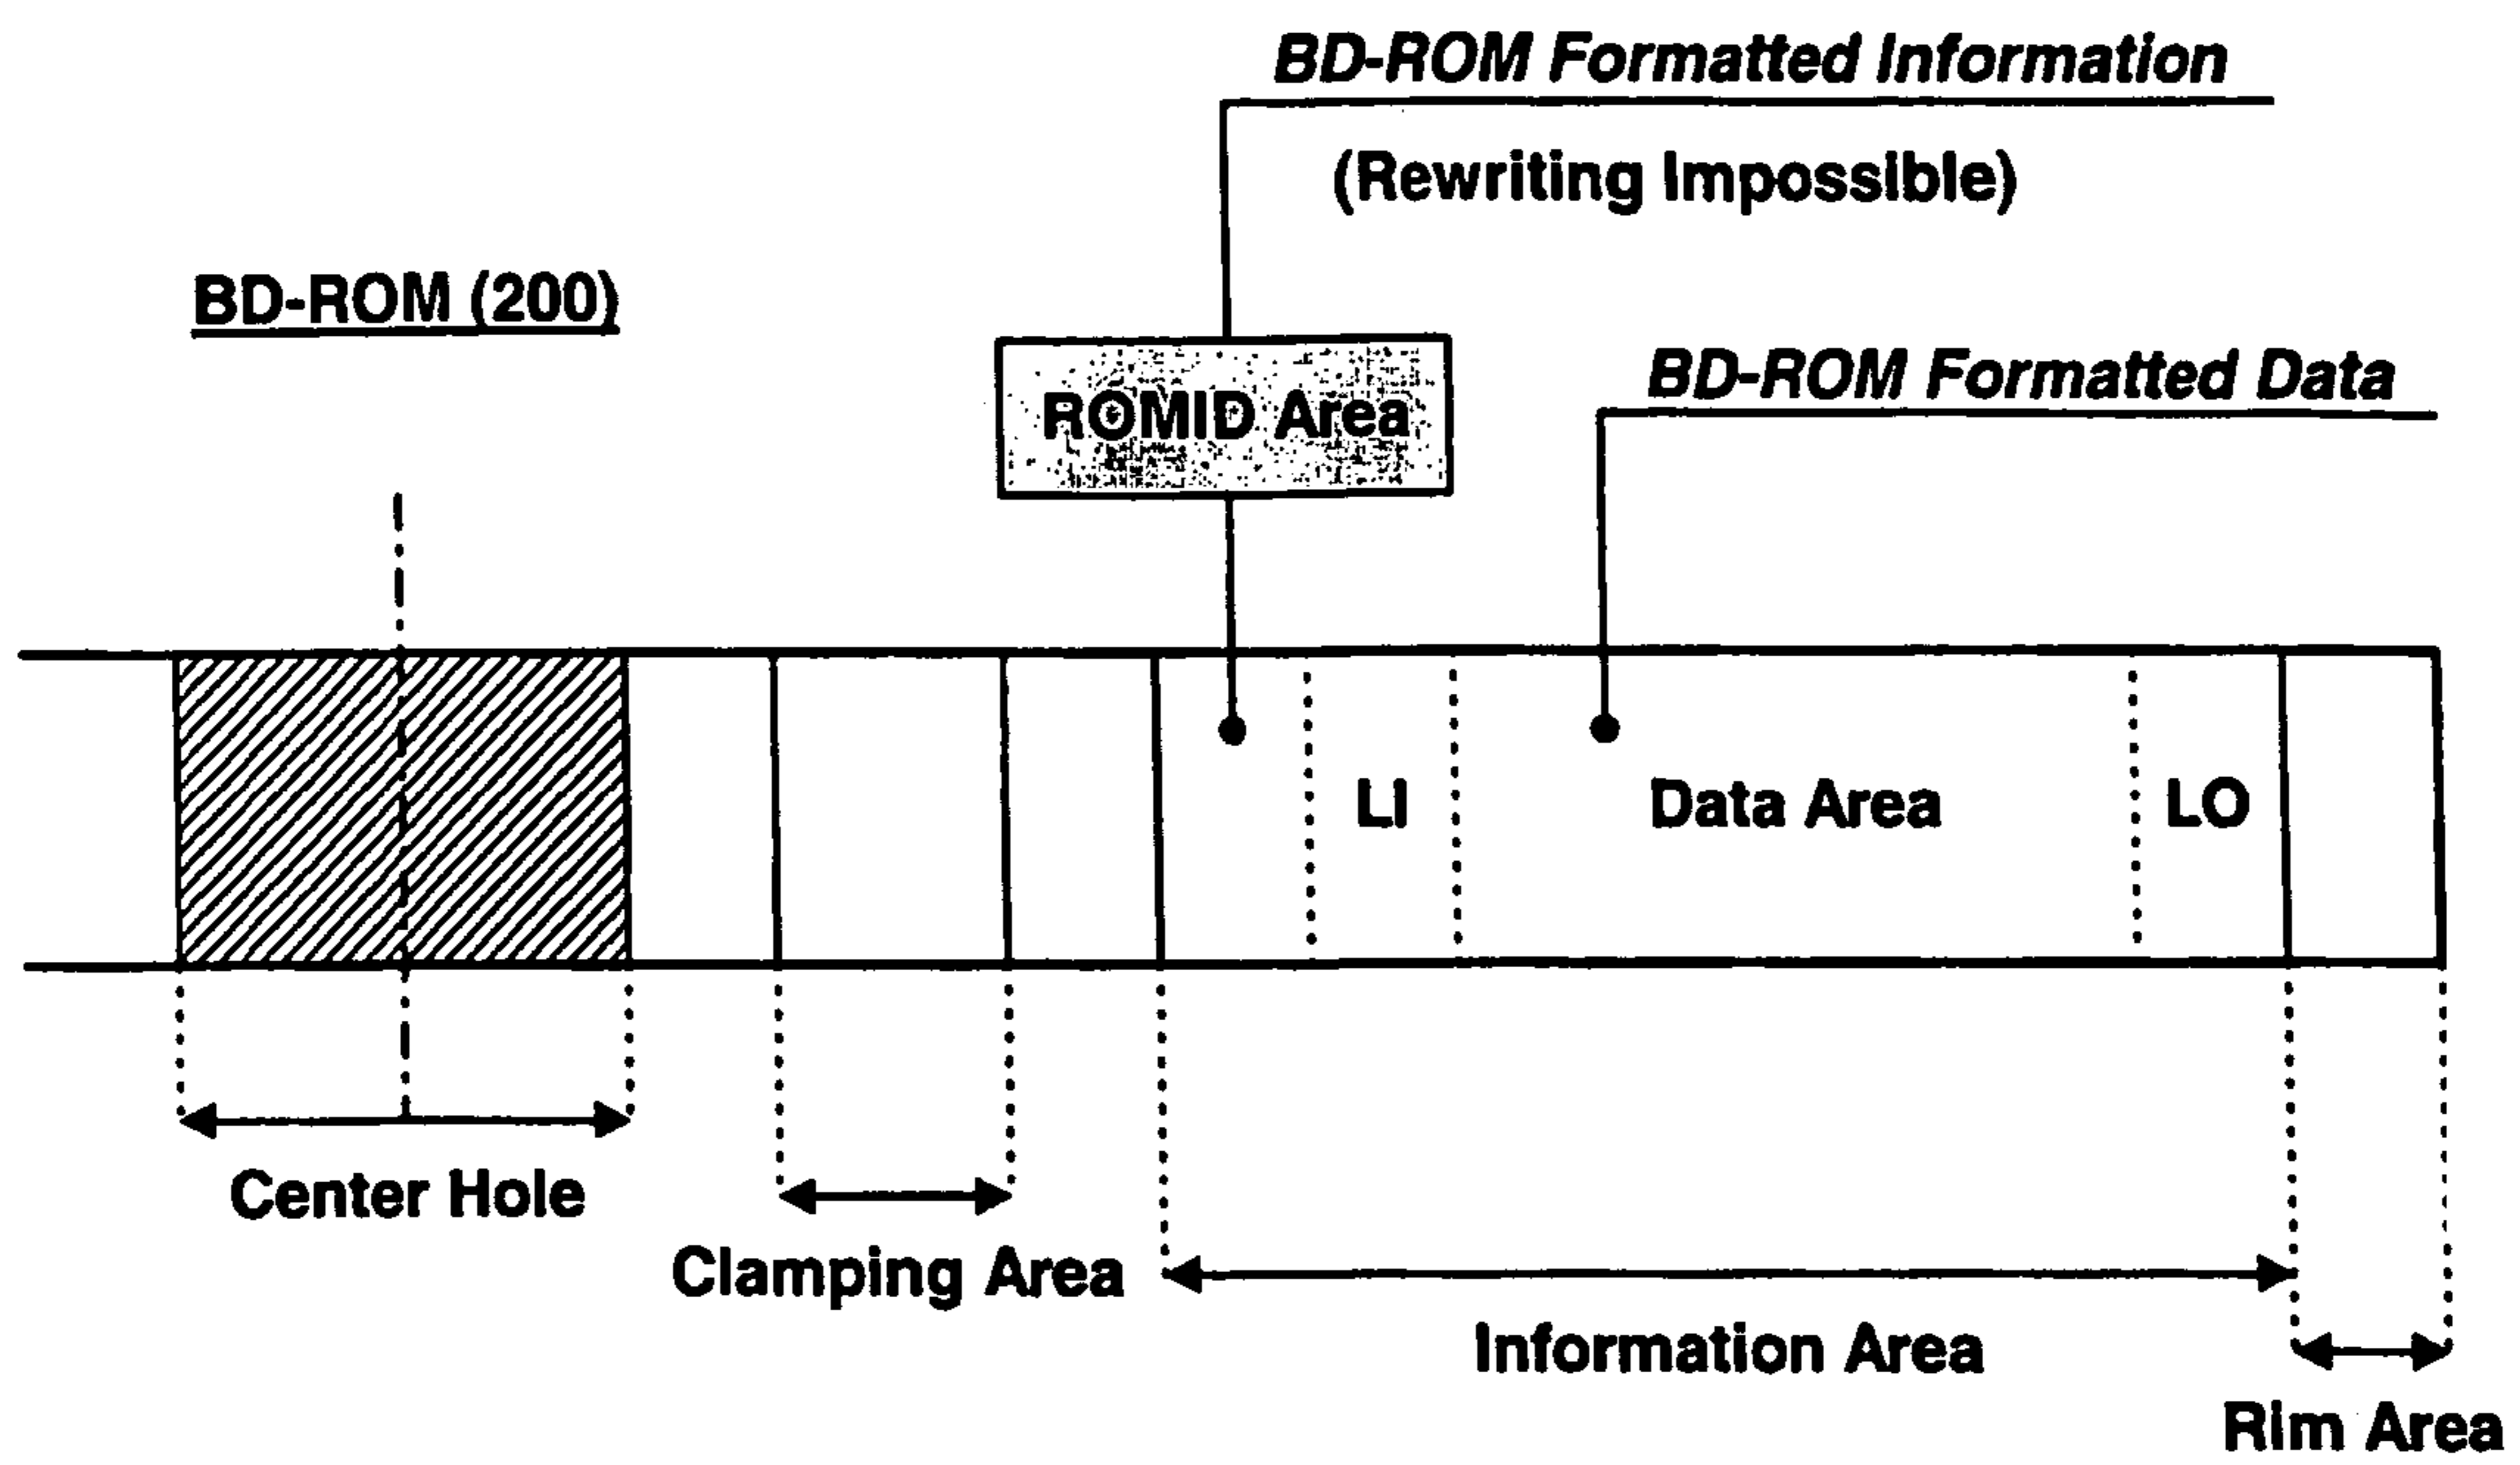 BD-ROM Formatted Information
(Rewriting Impossible)
BD-ROM (200)
ROMID Area
BD-ROM Formatted Data
LI
Data Area
LO
Center Hole
Clamping Area
Information Area
Rim Area